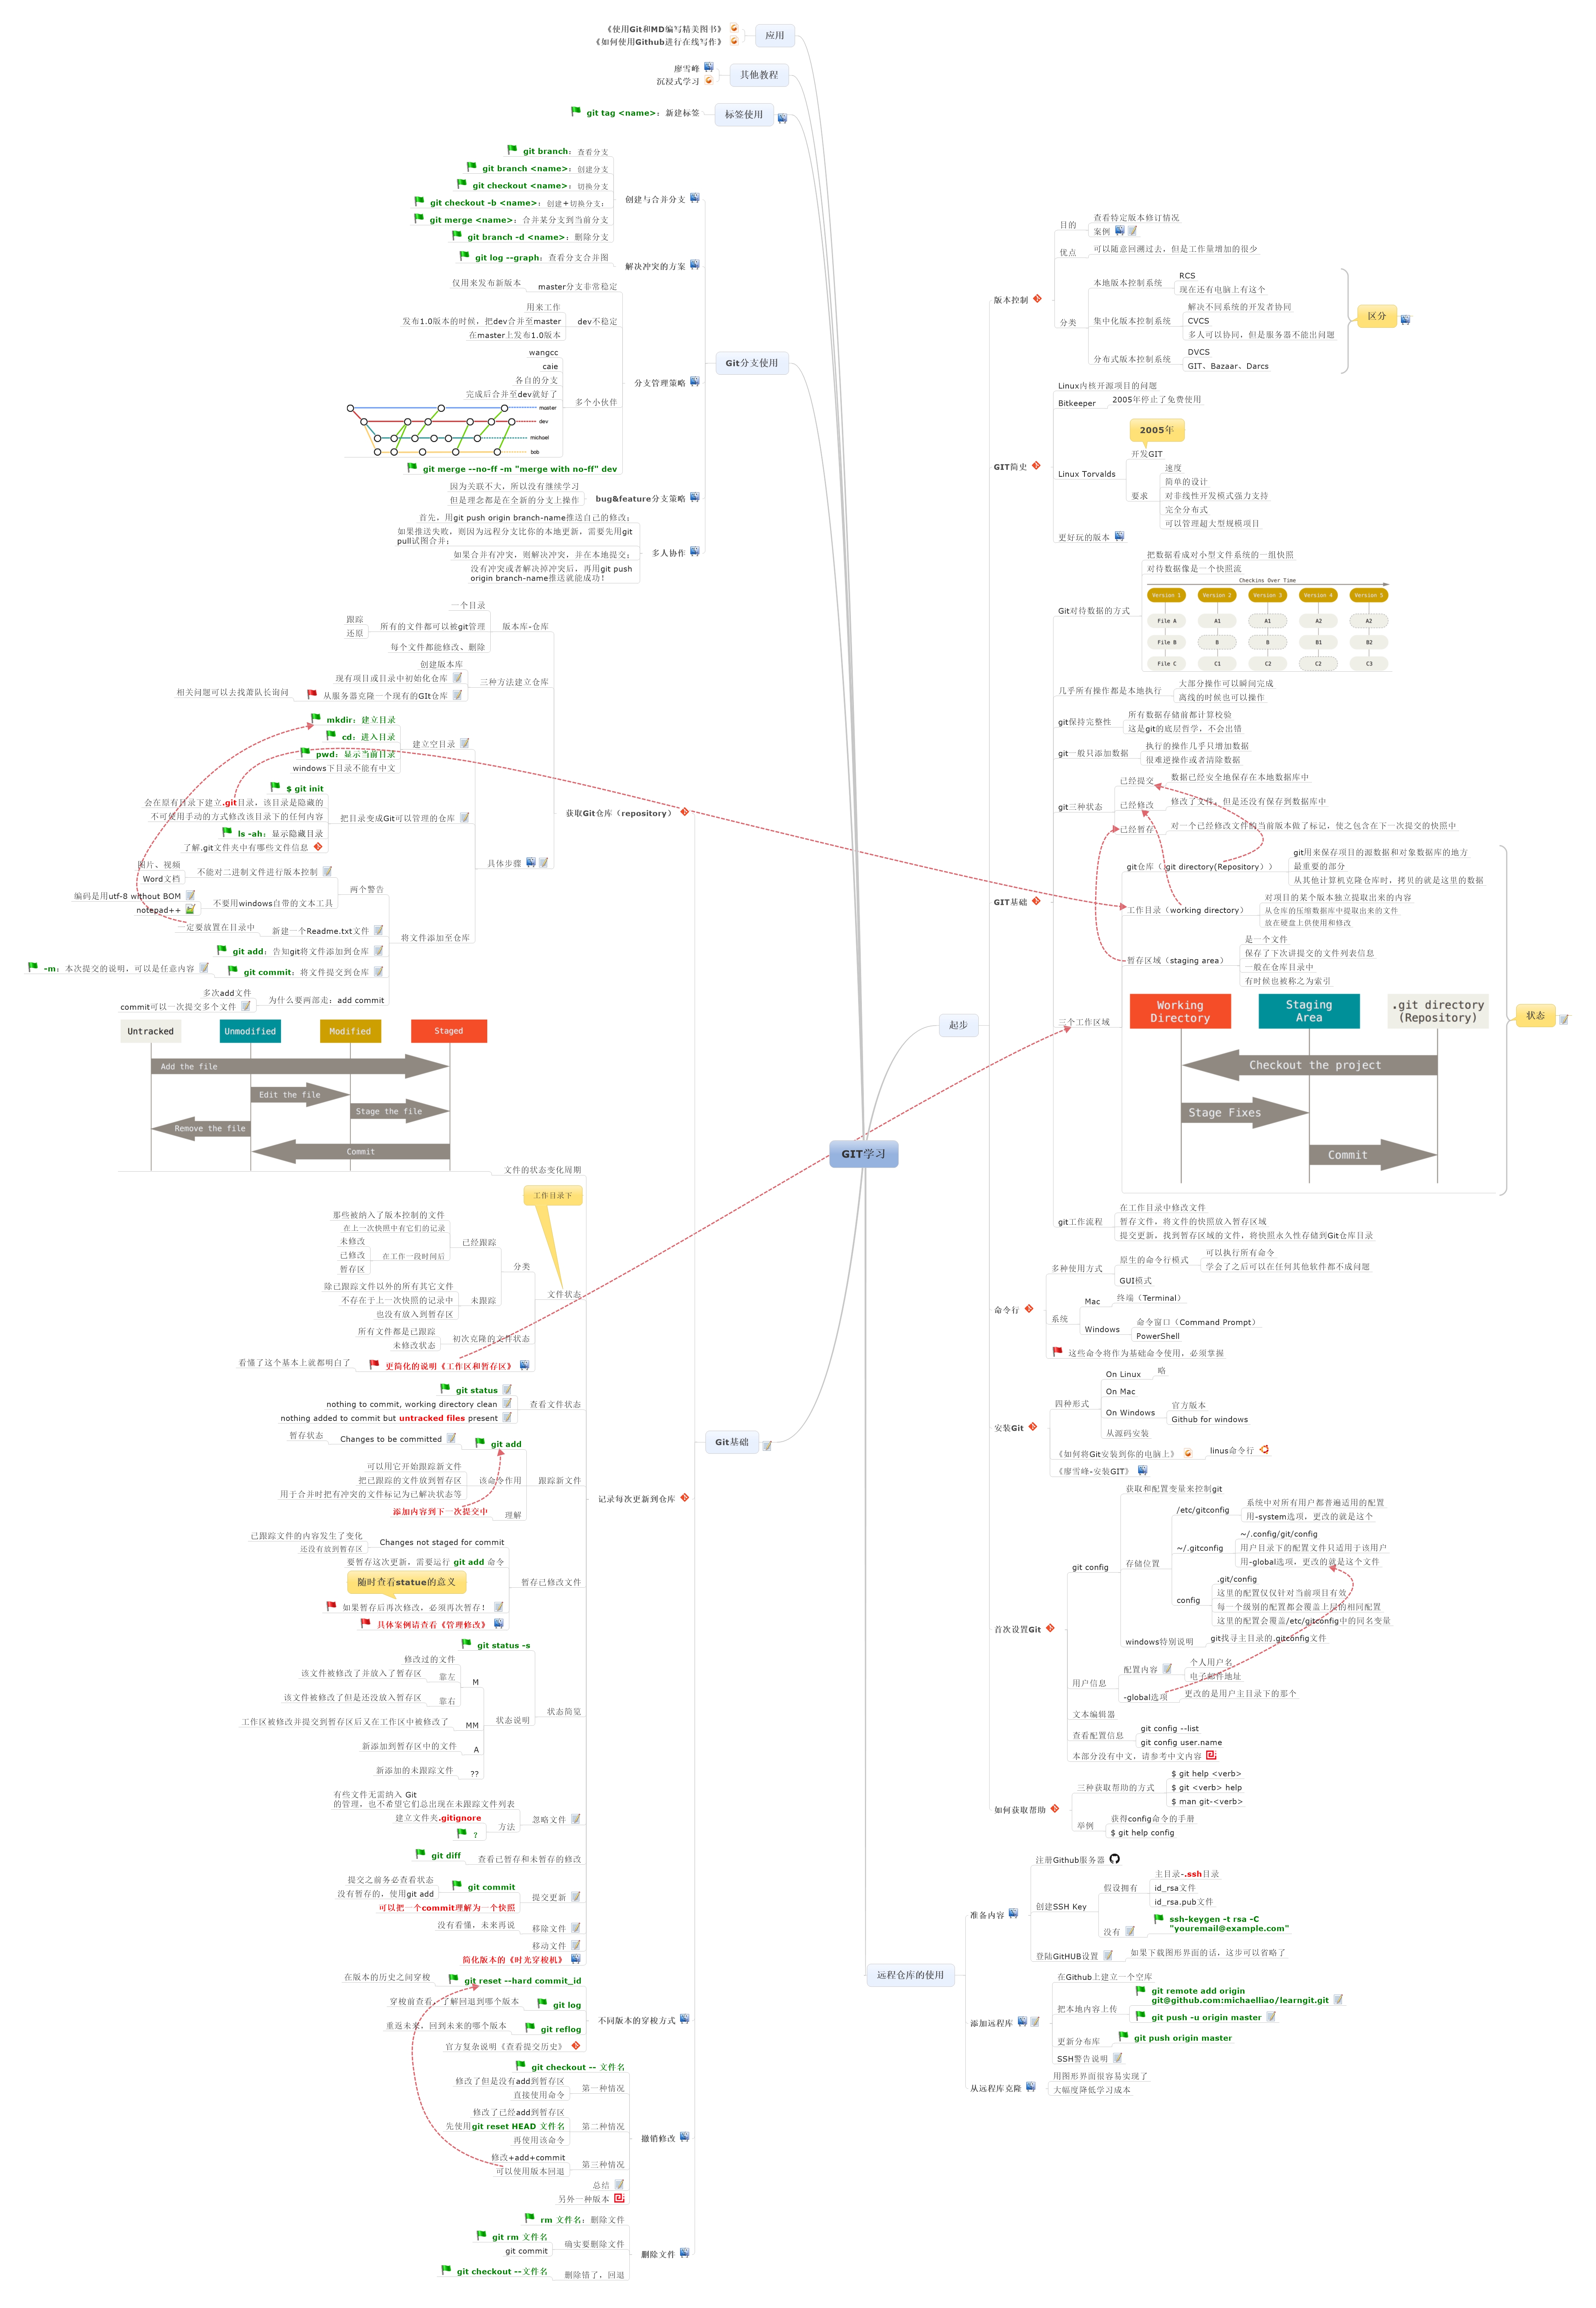 GIT学习
应用
《使用Git和MD编写精美图书》
《如何使用Github进行在线写作》
其他教程
廖雪峰
沉浸式学习
标签使用
git tag <name>：新建标签
Git分支使用
创建与合并分支
git branch：查看分支
git branch <name>：创建分支
git checkout <name>：切换分支
git checkout -b <name>：创建+切换分支；
git merge <name>：合并某分支到当前分支
git branch -d <name>：删除分支
解决冲突的方案
git log --graph：查看分支合并图
分支管理策略
master分支非常稳定
仅用来发布新版本
dev不稳定
用来工作
发布1.0版本的时候，把dev合并至master
在master上发布1.0版本
多个小伙伴
wangcc
caie
各自的分支
完成后合并至dev就好了
master
dev
michael
bob
git merge --no-ff -m "merge with no-ff" dev
bug&feature分支策略
因为关联不大，所以没有继续学习
但是理念都是在全新的分支上操作
多人协作
首先，用git push origin branch-name推送自己的修改；
如果推送失败，则因为远程分支比你的本地更新，需要先用git
pull试图合并；
如果合并有冲突，则解决冲突，并在本地提交；
没有冲突或者解决掉冲突后，再用git push
origin branch-name推送就能成功！
Git基础
获取Git仓库（repository）
版本库-仓库
一个目录
所有的文件都可以被git管理
跟踪
还原
每个文件都能修改、删除
三种方法建立仓库
创建版本库
现有项目或目录中初始化仓库
从服务器克隆一个现有的GIt仓库
相关问题可以去找萧队长询问
具体步骤
建立空目录
mkdir：建立目录
cd：进入目录
pwd：显示当前目录
windows下目录不能有中文
把目录变成Git可以管理的仓库
$ git init
会在原有目录下建立.git目录，该目录是隐藏的
不可使用手动的方式修改该目录下的任何内容
ls -ah：显示隐藏目录
了解.git文件夹中有哪些文件信息
将文件添加至仓库
两个警告
不能对二进制文件进行版本控制
图片、视频
Word文档
不要用windows自带的文本工具
编码是用utf-8 without BOM
notepad++
新建一个Readme.txt文件
一定要放置在目录中
git add：告知git将文件添加到仓库
git commit：将文件提交到仓库
-m：本次提交的说明，可以是任意内容
为什么要两部走：add commit
多次add文件
commit可以一次提交多个文件
记录每次更新到仓库
文件的状态变化周期
Untracked
Unmodified
Modified
Staged
Add the file
Edit the file
Stage the file
Remove the file
Commit
文件状态
工作目录下
分类
已经跟踪
那些被纳入了版本控制的文件
在上一次快照中有它们的记录
在工作一段时间后
未修改
已修改
暂存区
未跟踪
除已跟踪文件以外的所有其它文件
不存在于上一次快照的记录中
也没有放入到暂存区
初次克隆的文件状态
所有文件都是已跟踪
未修改状态
更简化的说明《工作区和暂存区》
看懂了这个基本上就都明白了
查看文件状态
git status
nothing to commit, working directory clean
nothing added to commit but untracked files present
跟踪新文件
git add
Changes to be committed
暂存状态
该命令作用
可以用它开始跟踪新文件
把已跟踪的文件放到暂存区
用于合并时把有冲突的文件标记为已解决状态等
理解
添加内容到下一次提交中
暂存已修改文件
Changes not staged for commit
已跟踪文件的内容发生了变化
还没有放到暂存区
要暂存这次更新，需要运行 git add 命令
随时查看statue的意义
如果暂存后再次修改，必须再次暂存！
具体案例请查看《管理修改》
状态简览
git status -s
状态说明
M
修改过的文件
靠左
该文件被修改了并放入了暂存区
靠右
该文件被修改了但是还没放入暂存区
MM
工作区被修改并提交到暂存区后又在工作区中被修改了
A
新添加到暂存区中的文件
??
新添加的未跟踪文件
忽略文件
有些文件无需纳入 Git
的管理，也不希望它们总出现在未跟踪文件列表
方法
建立文件夹.gitignore
？
查看已暂存和未暂存的修改
git diff
提交更新
git commit
提交之前务必查看状态
没有暂存的，使用git add
可以把一个commit理解为一个快照
移除文件
没有看懂，未来再说
移动文件
简化版本的《时光穿梭机》
不同版本的穿梭方式
git reset --hard commit_id
在版本的历史之间穿梭
git log
穿梭前查看，了解回退到哪个版本
git reflog
重返未来，回到未来的哪个版本
官方复杂说明《查看提交历史》
撤销修改
git checkout -- 文件名
第一种情况
修改了但是没有add到暂存区
直接使用命令
第二种情况
修改了已经add到暂存区
先使用git reset HEAD 文件名
再使用该命令
第三种情况
修改+add+commit
可以使用版本回退
总结
另外一种版本
删除文件
rm 文件名：删除文件
确实要删除文件
git rm 文件名
git commit
删除错了，回退
git checkout --文件名
起步
版本控制
目的
查看特定版本修订情况
案例
优点
可以随意回溯过去，但是工作量增加的很少
分类
本地版本控制系统
RCS
现在还有电脑上有这个
集中化版本控制系统
解决不同系统的开发者协同
CVCS
多人可以协同，但是服务器不能出问题
分布式版本控制系统
DVCS
GIT、Bazaar、Darcs
区分
GIT简史
Linux内核开源项目的问题
Bitkeeper
2005年停止了免费使用
Linux Torvalds
2005年
开发GIT
要求
速度
简单的设计
对非线性开发模式强力支持
完全分布式
可以管理超大型规模项目
更好玩的版本
GIT基础
Git对待数据的方式
把数据看成对小型文件系统的一组快照
对待数据像是一个快照流
Checkins Over Time
Version 1 Version 2 Version 3 Version 4 Version 5
File A A1 A1 A2 A2
File B B B B1 B2
File C C1 C2 C2 C3
几乎所有操作都是本地执行
大部分操作可以瞬间完成
离线的时候也可以操作
git保持完整性
所有数据存储前都计算校验
这是git的底层哲学，不会出错
git一般只添加数据
执行的操作几乎只增加数据
很难逆操作或者清除数据
git三种状态
已经提交
数据已经安全地保存在本地数据库中
已经修改
修改了文件，但是还没有保存到数据库中
已经暂存
对一个已经修改文件的当前版本做了标记，使之包含在下一次提交的快照中
三个工作区域
git仓库（ git directory(Repository））
git用来保存项目的源数据和对象数据库的地方
最重要的部分
从其他计算机克隆仓库时，拷贝的就是这里的数据
工作目录（working directory）
对项目的某个版本独立提取出来的内容
从仓库的压缩数据库中提取出来的文件
放在硬盘上供使用和修改
暂存区域（staging area）
是一个文件
保存了下次讲提交的文件列表信息
一般在仓库目录中
有时候也被称之为索引
Working
Directory
Staging
Area
.git directory
(Repository)
Checkout the project
Stage Fixes
Commit
状态
git工作流程
在工作目录中修改文件
暂存文件，将文件的快照放入暂存区域
提交更新，找到暂存区域的文件，将快照永久性存储到Git仓库目录
命令行
多种使用方式
原生的命令行模式
可以执行所有命令
学会了之后可以在任何其他软件都不成问题
GUI模式
系统
Mac
终端（Terminal）
Windows
命令窗口（Command Prompt）
PowerShell
这些命令将作为基础命令使用，必须掌握
安装Git
四种形式
On Linux
略
On Mac
On Windows
官方版本
Github for windows
从源码安装
《如何将Git安装到你的电脑上》
linus命令行
《廖雪峰-安装GIT》
首次设置Git
git config
获取和配置变量来控制git
存储位置
/etc/gitconfig
系统中对所有用户都普遍适用的配置
用-system选项，更改的就是这个
~/.gitconfig
~/.config/git/config
用户目录下的配置文件只适用于该用户
用-global选项，更改的就是这个文件
config
.git/config
这里的配置仅仅针对当前项目有效
每一个级别的配置都会覆盖上层的相同配置
这里的配置会覆盖/etc/gitconfig中的同名变量
windows特别说明
git找寻主目录的.gitconfig文件
用户信息
配置内容
个人用户名
电子邮件地址
-global选项
更改的是用户主目录下的那个
文本编辑器
查看配置信息
git config --list
git config user.name
本部分没有中文，请参考中文内容
如何获取帮助
三种获取帮助的方式
$ git help <verb>
$ git <verb> help
$ man git-<verb>
举例
获得config命令的手册
$ git help config
远程仓库的使用
准备内容
注册Github服务器
创建SSH Key
假设拥有
主目录-.ssh目录
id_rsa文件
id_rsa.pub文件
没有
ssh-keygen -t rsa -C
"youremail@example.com"
登陆GitHUB设置
如果下载图形界面的话，这步可以省略了
添加远程库
在Github上建立一个空库
把本地内容上传
git remote add origin
git@github.com:michaelliao/learngit.git
git push -u origin master
更新分布库
git push origin master
SSH警告说明
从远程库克隆
用图形界面很容易实现了
大幅度降低学习成本